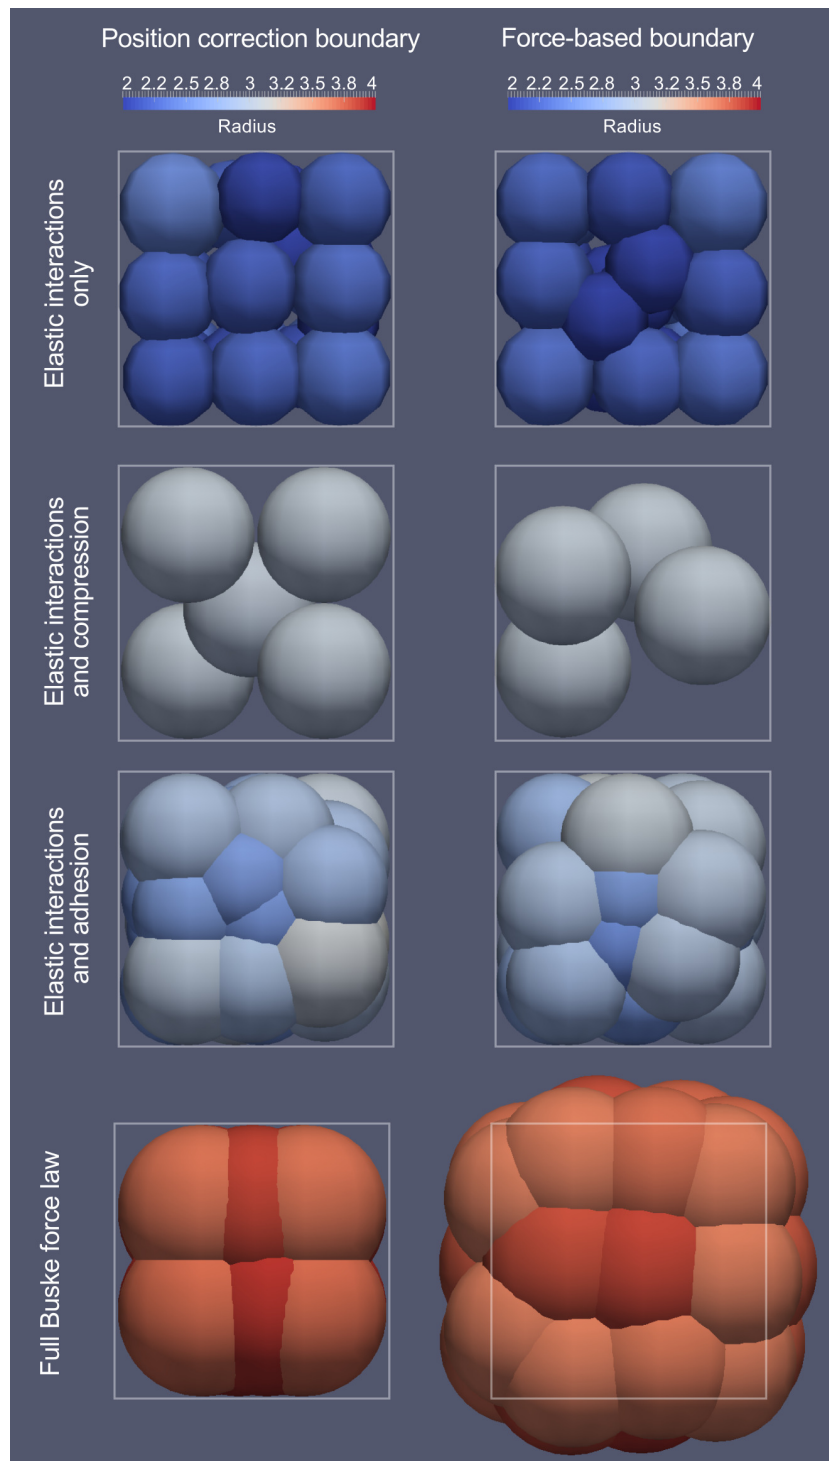 Position correction boundary
Force-based boundary
2 2.2 2.5 2.8 3 3.2 3.5 3.8 4
Radius
2 2.2 2.5 2.8 3 3.2 3.5 3.8 4
Radius
Elastic interactions
only
Elastic interactions
and compression
Elastic interactions
and adhesion
Full Buske force law